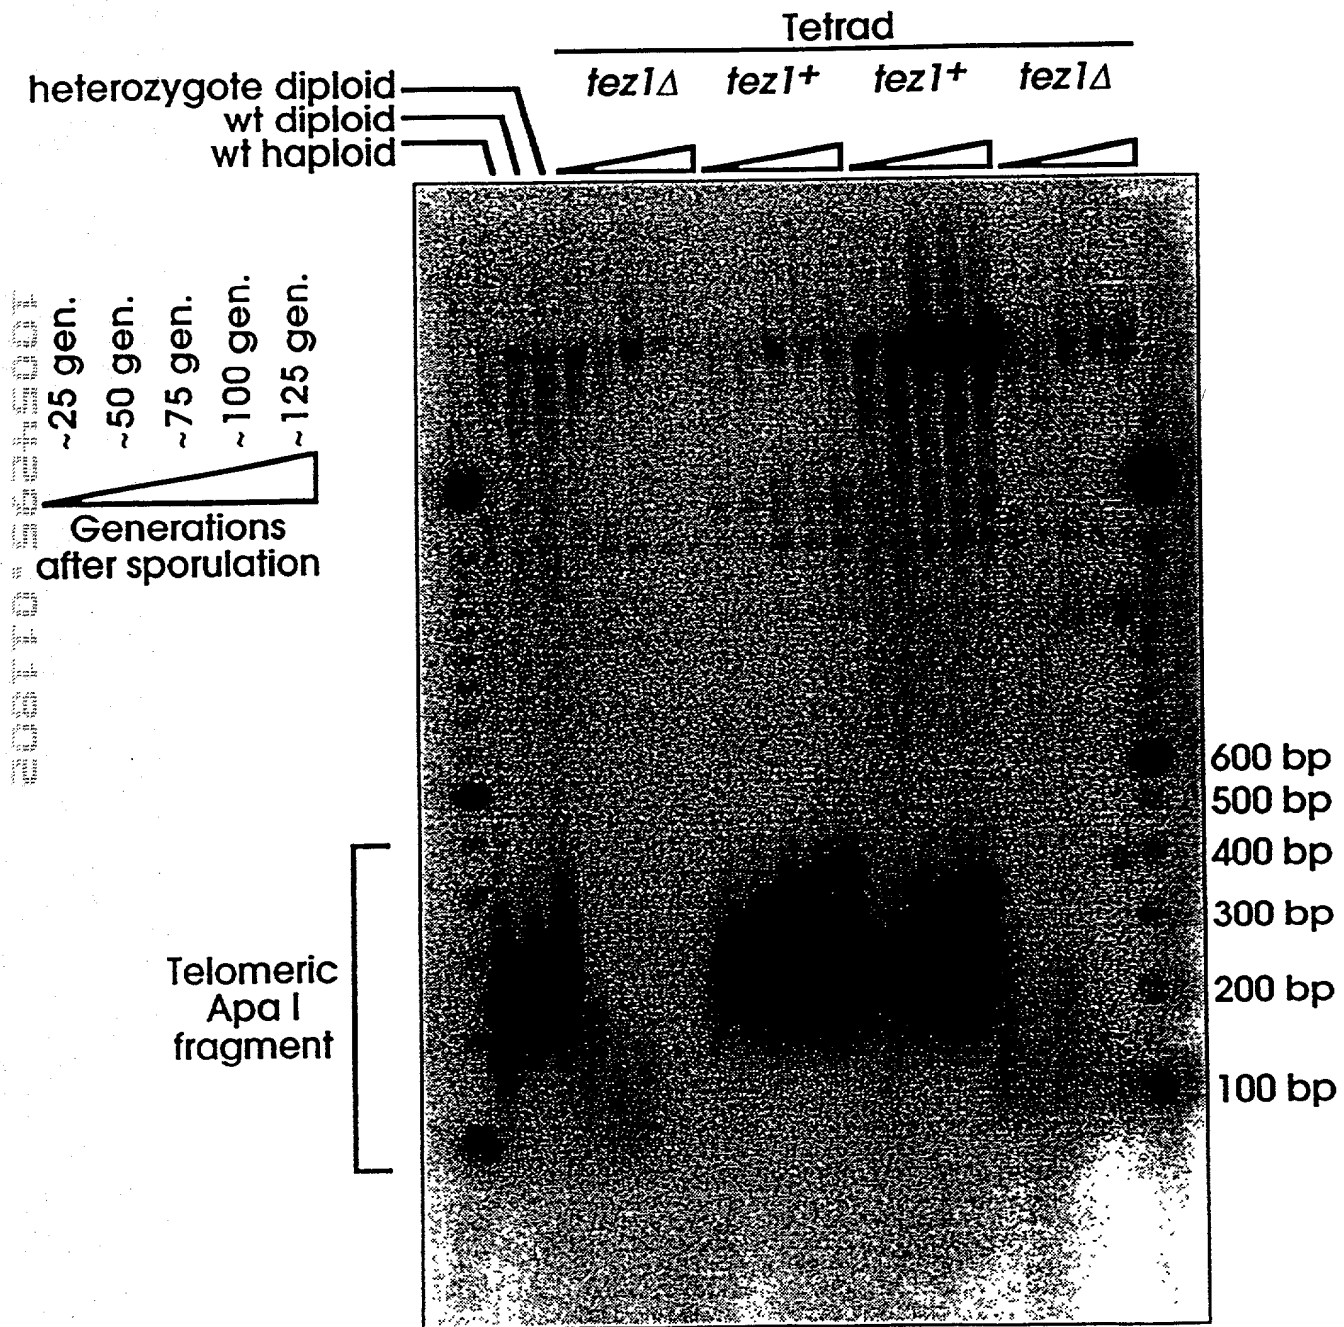 Tetrad
tez1Δ tez1+ tez1+ tez1Δ
heterozygote diploid
wt diploid
wt haploid
~25 gen.
~50 gen.
~75 gen.
~100 gen.
~125 gen.
Generations
after sporulation
600 bp
500 bp
400 bp
300 bp
200 bp
100 bp
Telomeric
Apa I
fragment